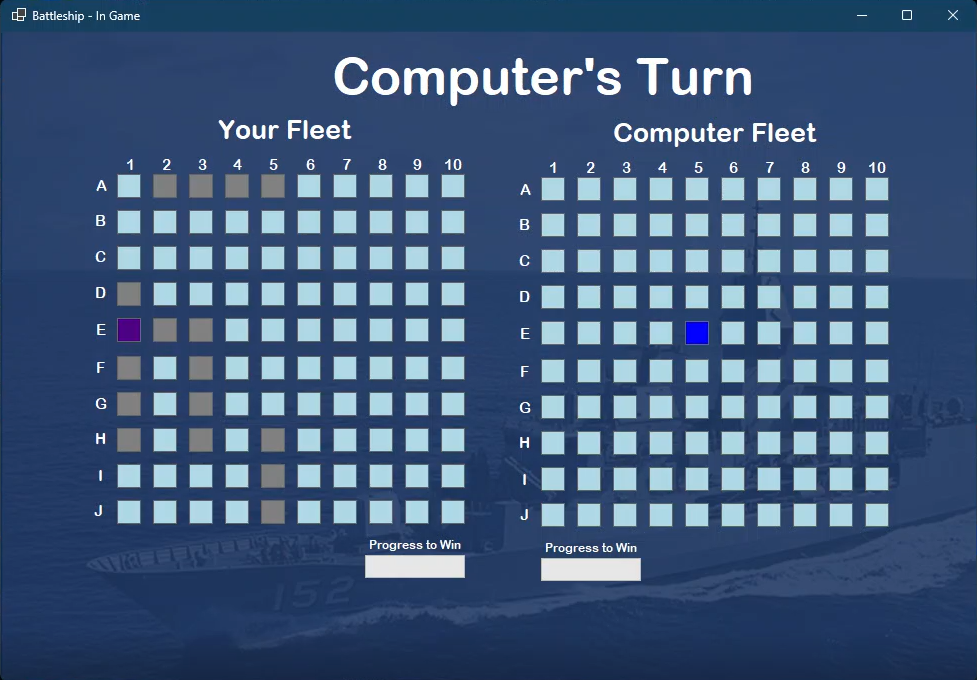 Battleship - In Game
Computer's Turn
Your Fleet
Computer Fleet
1 2 3 4 5 6 7 8 9 10
A
B
C
D
E
F
G
H
I
J
1 2 3 4 5 6 7 8 9 10
A
B
C
D
E
F
G
H
I
J
Progress to Win
Progress to Win
152